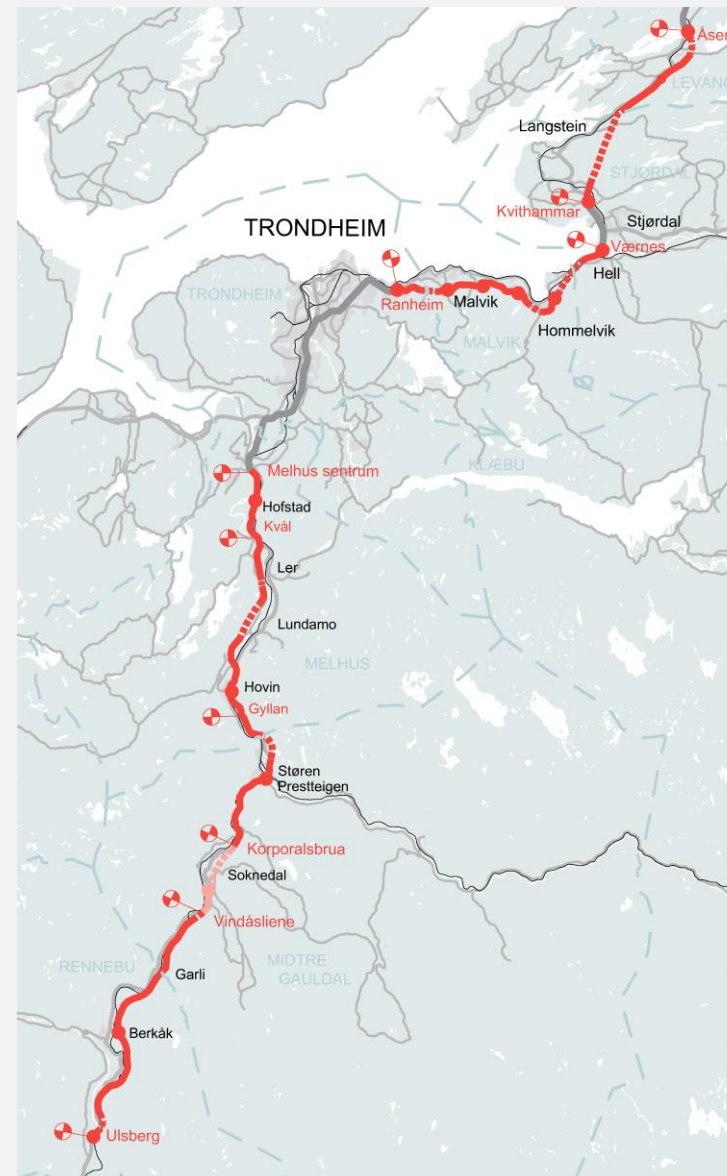 Åsen
LEVANG
Langstein
STJØRDAL
Kvithammar
Stjørdal
TRONDHEIM
Værnes
Hell
TRONDHEIM
Ranheim
Malvik
Hommelvik
MALVIK
KLÆBU
Melhus sentrum
Hofstad
Kvål
Ler
Lundamo
MELHUS
Hovin
Gyllan
Støren
Prestteigen
Korporalsbrua
Soknedal
Vindåsliene
RENNEBU
Garli
MIDTRE
GAULDAL
Berkåk
Ulsberg